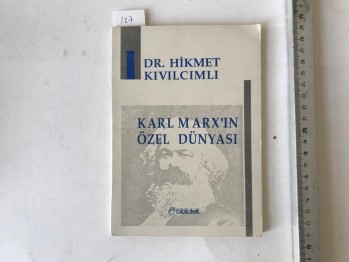 127
DR. HİKMET
KIVILCIMLI
KARL MARX'IN
ÖZEL DÜNYASI
bibliotek